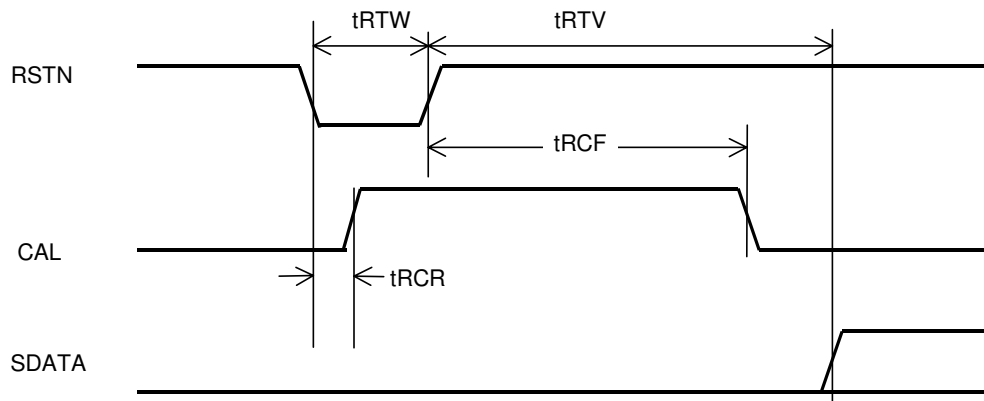 tRTW
tRTV
RSTN
tRCF
CAL
tRCR
SDATA